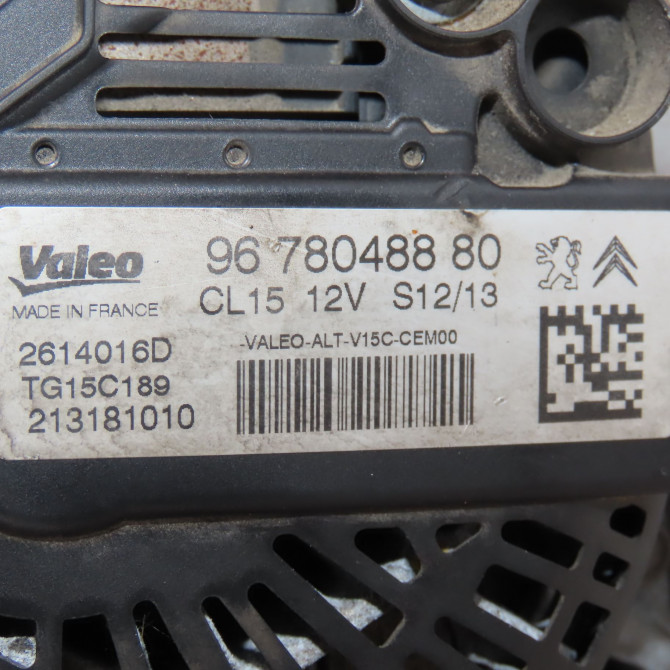 Valeo
MADE IN FRANCE
96 780488 80
CL15 12V S12/13
2614016D
TG15C189
213181010
-VALEO-ALT-V15C-CEM00